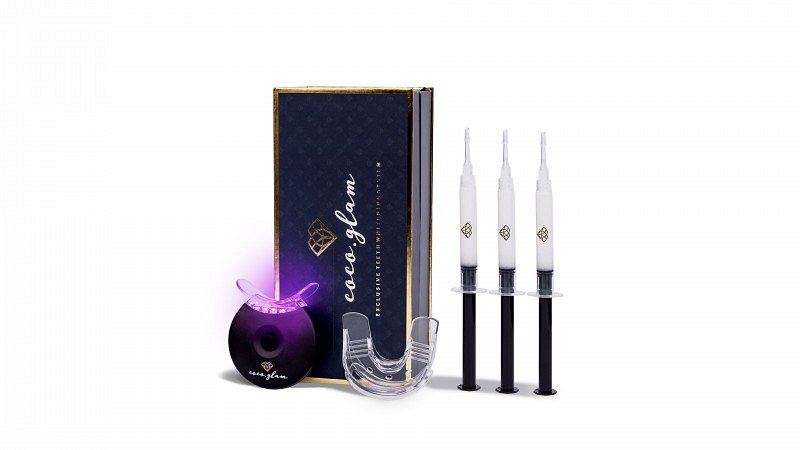 coco.glam
EXCLUSIVE TEETH WHITENING SYSTEM
coco.glam